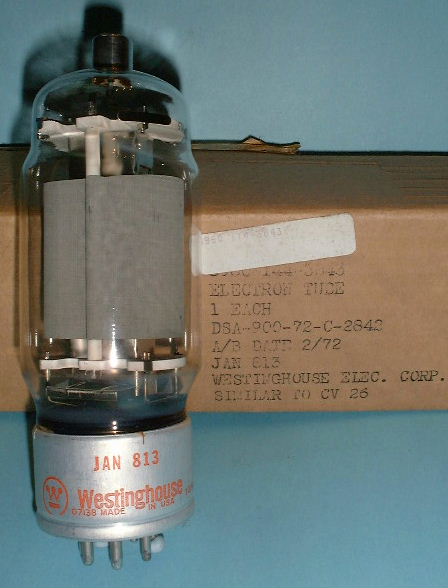 ELECTRON TUBE
1 EACH
DSA-900-72-C-2842
A/B DATE 2/72
JAN 813
WESTINGHOUSE ELEC. CORP.
SIMILAR TO CV 26
JAN 813
W
Westinghouse
07138 MADE IN USA